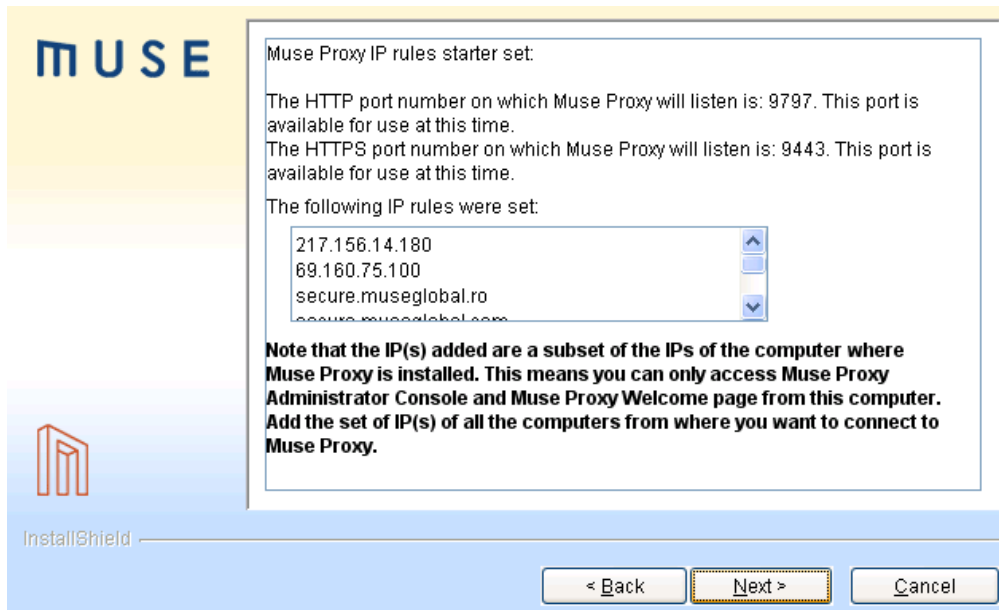 MUSE
Muse Proxy IP rules starter set:
The HTTP port number on which Muse Proxy will listen is: 9797. This port is
available for use at this time.
The HTTPS port number on which Muse Proxy will listen is: 9443. This port is
available for use at this time.
The following IP rules were set:
217.156.14.180
69.160.75.100
secure.museglobal.ro
secure.museglobal.com
Note that the IP(s) added are a subset of the IPs of the computer where
Muse Proxy is installed. This means you can only access Muse Proxy
Administrator Console and Muse Proxy Welcome page from this computer.
Add the set of IP(s) of all the computers from where you want to connect to
Muse Proxy.
InstallShield
< Back
Next >
Cancel